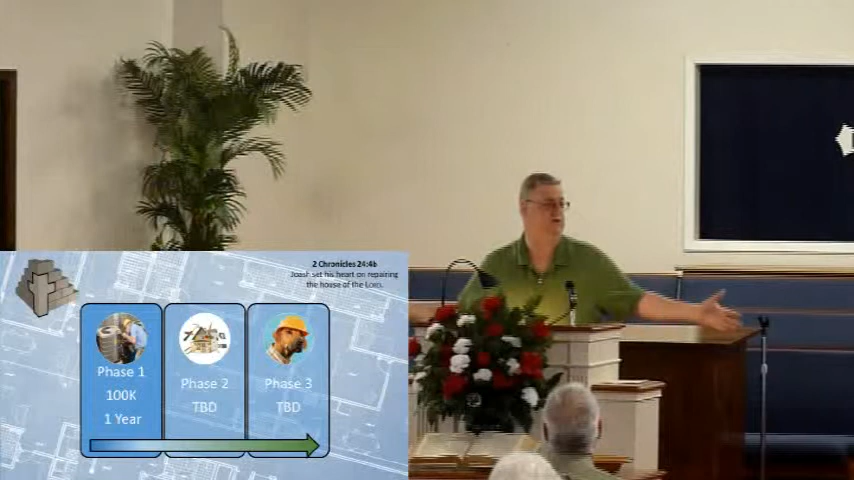 2 Chronicles 24:4b
Joash set his heart on repairing
the house of the Lord.
Phase 1
100K
1 Year
Phase 2
TBD
Phase 3
TBD